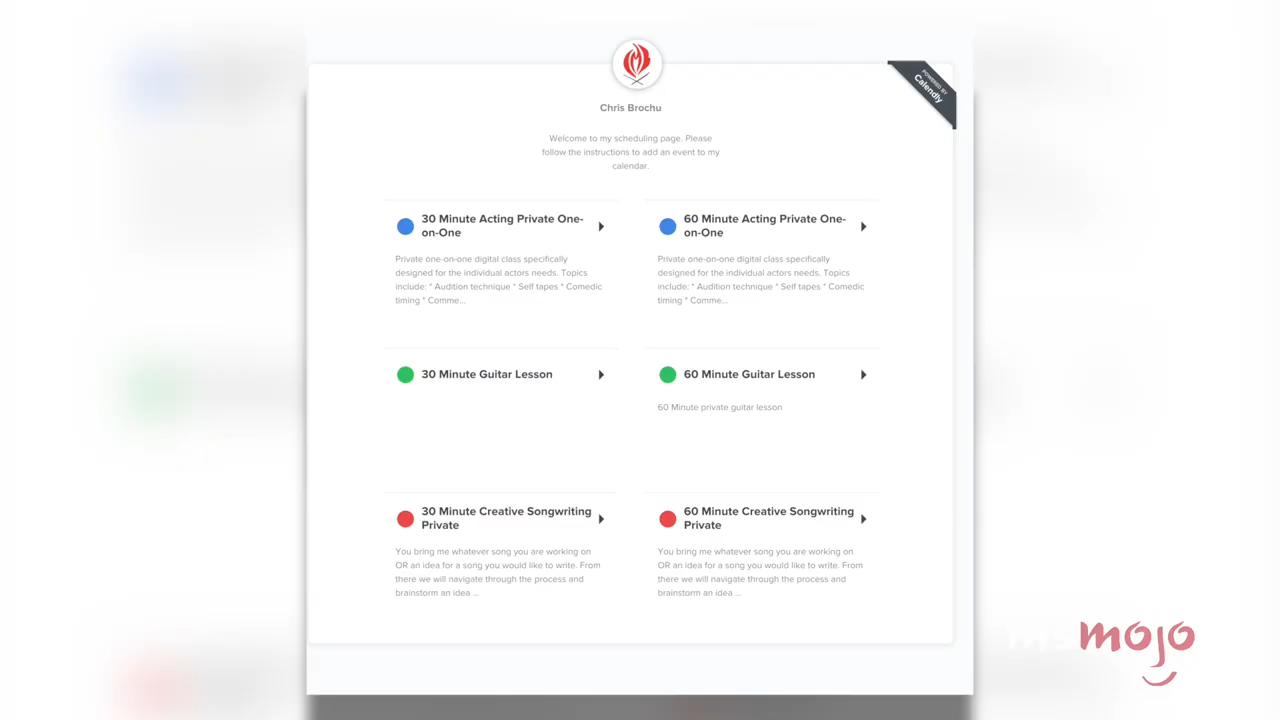 POWERED BY
Calendly
Chris Brochu
Welcome to my scheduling page. Please
follow the instructions to add an event to my
calendar.
30 Minute Acting Private One-
on-One
Private one-on-one digital class specifically
designed for the individual actors needs. Topics
include: * Audition technique * Self tapes * Comedic
timing * Comme...
60 Minute Acting Private One-
on-One
Private one-on-one digital class specifically
designed for the individual actors needs. Topics
include: * Audition technique * Self tapes * Comedic
timing * Comme...
30 Minute Guitar Lesson
60 Minute Guitar Lesson
60 Minute private guitar lesson
30 Minute Creative Songwriting
Private
You bring me whatever song you are working on
OR an idea for a song you would like to write. From
there we will navigate through the process and
brainstorm an idea ...
60 Minute Creative Songwriting
Private
You bring me whatever song you are working on
OR an idea for a song you would like to write. From
there we will navigate through the process and
brainstorm an idea ...
mojo